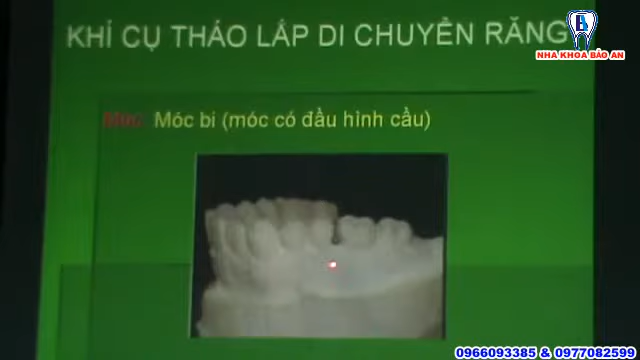 KHÍ CỤ THÁO LẮP DI CHUYỂN RĂNG
NHA KHOA BẢO AN
Móc: Móc bi (móc có đầu hình cầu)
0966093385 & 0977082599